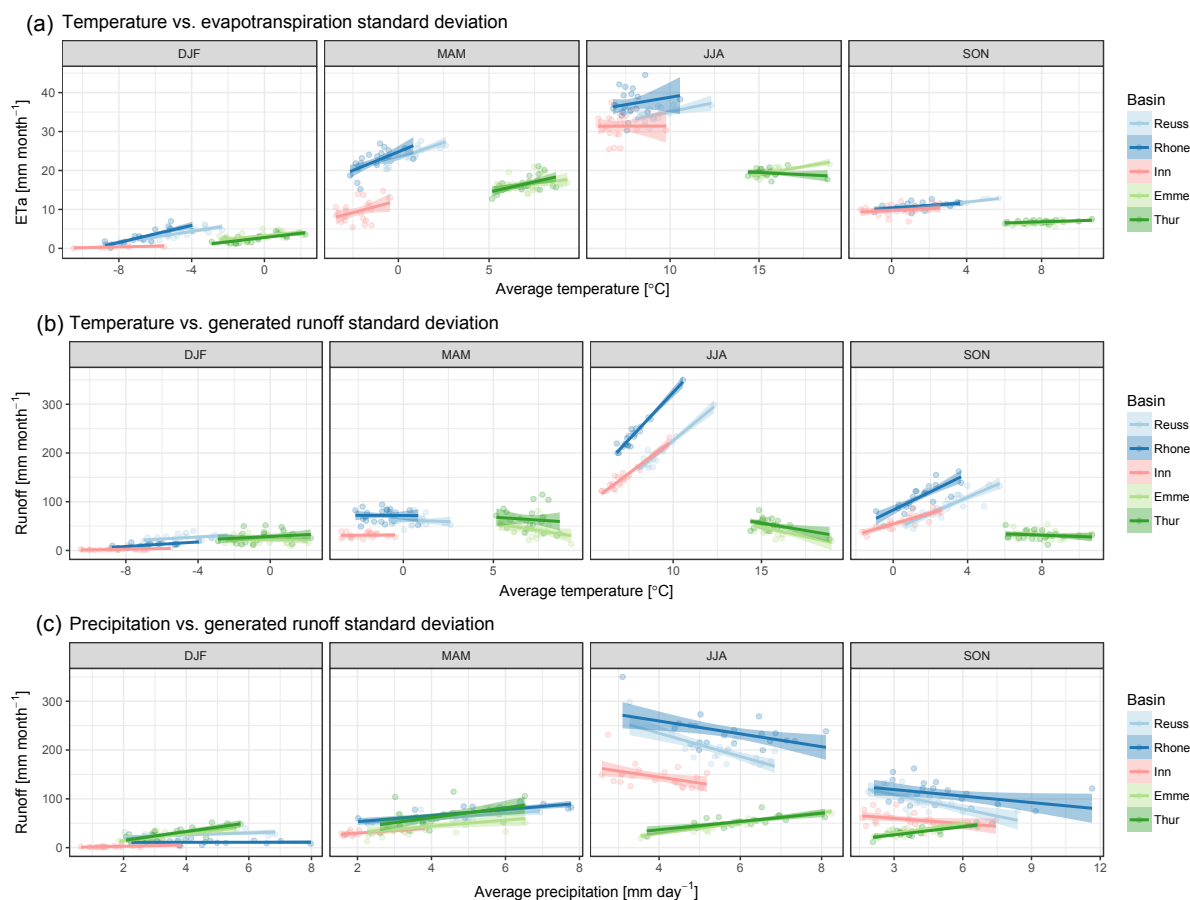 (a) Temperature vs. evapotranspiration standard deviation
DJF MAM JJA SON
ETa [mm month⁻¹]
40
30
20
10
0
-8 -4 0 0 5 10 15 0 4 8
Average temperature [°C]
Basin
Reuss
Rhone
Inn
Emme
Thur
(b) Temperature vs. generated runoff standard deviation
DJF MAM JJA SON
Runoff [mm month⁻¹]
300
200
100
0
-8 -4 0 0 5 10 15 0 4 8
Average temperature [°C]
Basin
Reuss
Rhone
Inn
Emme
Thur
(c) Precipitation vs. generated runoff standard deviation
DJF MAM JJA SON
Runoff [mm month⁻¹]
300
200
100
0
2 4 6 8 2 4 6 8 4 6 8 3 6 9 12
Average precipitation [mm day⁻¹]
Basin
Reuss
Rhone
Inn
Emme
Thur